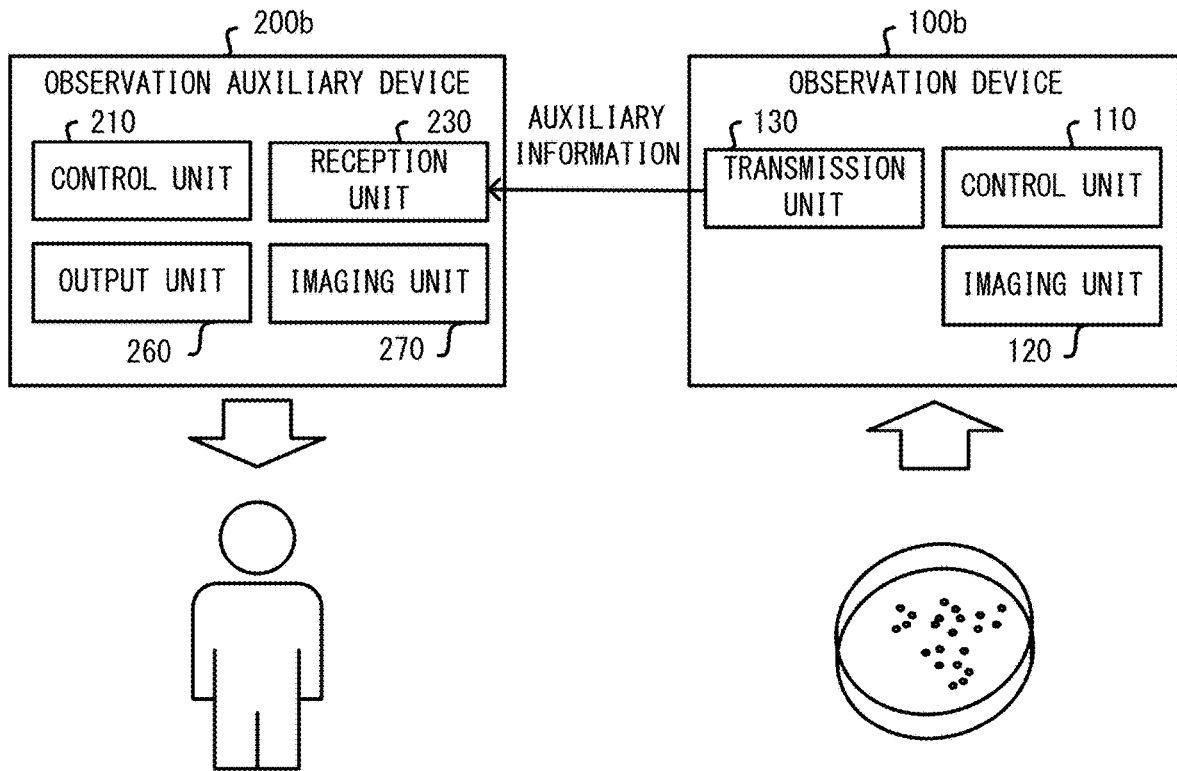 200b
OBSERVATION AUXILIARY DEVICE
210
CONTROL UNIT
230
RECEPTION
UNIT
OUTPUT UNIT
260
IMAGING UNIT
270
AUXILIARY
INFORMATION
100b
OBSERVATION DEVICE
130
TRANSMISSION
UNIT
110
CONTROL UNIT
IMAGING UNIT
120